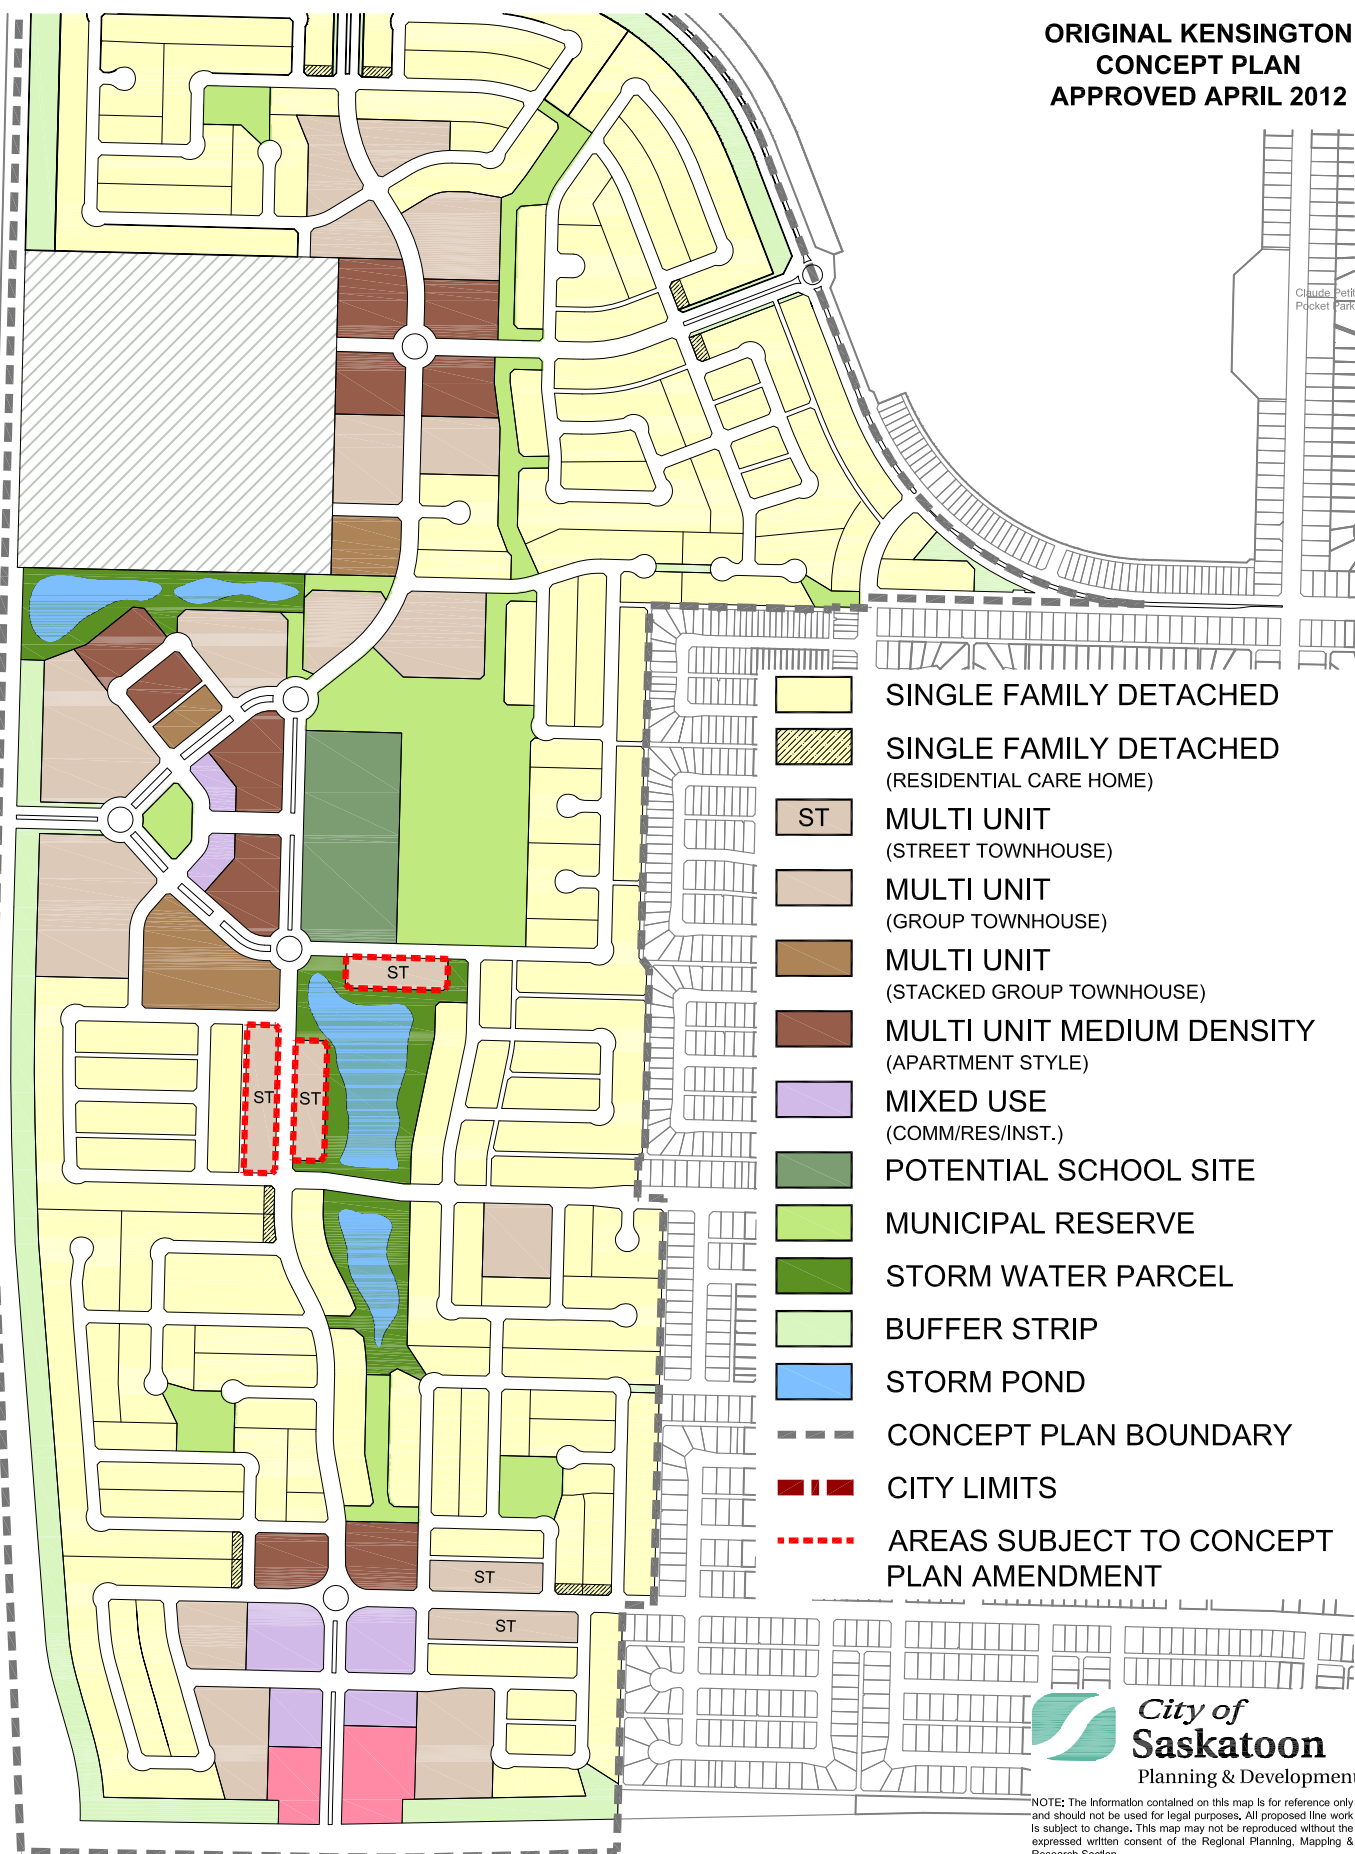 ORIGINAL KENSINGTON
CONCEPT PLAN
APPROVED APRIL 2012
Claude Petit
Pocket Park
SINGLE FAMILY DETACHED
SINGLE FAMILY DETACHED
(RESIDENTIAL CARE HOME)
ST
MULTI UNIT
(STREET TOWNHOUSE)
MULTI UNIT
(GROUP TOWNHOUSE)
MULTI UNIT
(STACKED GROUP TOWNHOUSE)
MULTI UNIT MEDIUM DENSITY
(APARTMENT STYLE)
MIXED USE
(COMM/RES/INST.)
POTENTIAL SCHOOL SITE
MUNICIPAL RESERVE
STORM WATER PARCEL
BUFFER STRIP
STORM POND
CONCEPT PLAN BOUNDARY
CITY LIMITS
AREAS SUBJECT TO CONCEPT
PLAN AMENDMENT
ST
ST
ST
ST
ST
City of
Saskatoon
Planning & Development
NOTE: The information contained on this map is for reference only
and should not be used for legal purposes. All proposed line work
is subject to change. This map may not be reproduced without the
expressed written consent of the Regional Planning, Mapping &
Research Section